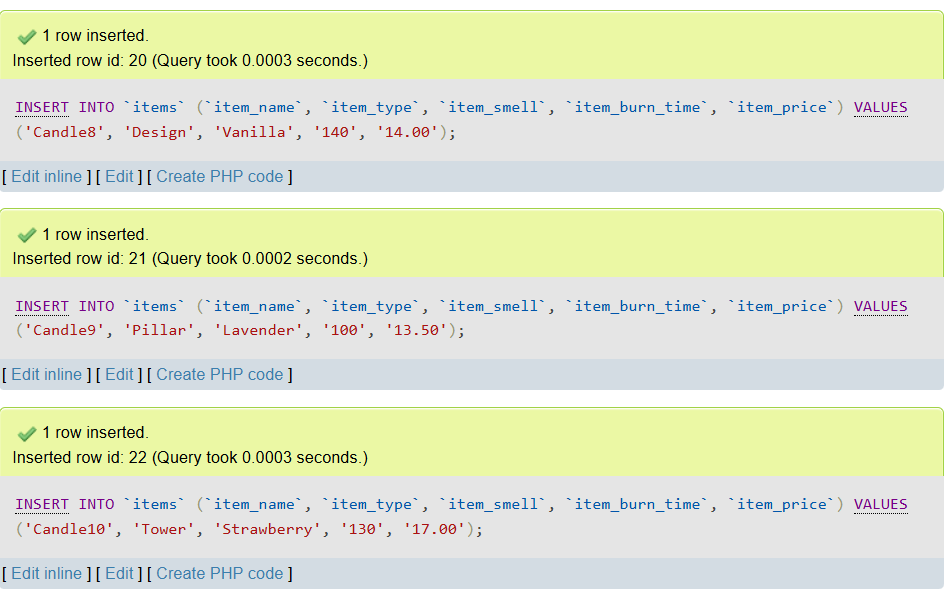 1 row inserted.
Inserted row id: 20 (Query took 0.0003 seconds.)
INSERT INTO `items` (`item_name`, `item_type`, `item_smell`, `item_burn_time`, `item_price`) VALUES
('Candle8', 'Design', 'Vanilla', '140', '14.00');
[ Edit inline ] [ Edit ] [ Create PHP code ]
1 row inserted.
Inserted row id: 21 (Query took 0.0002 seconds.)
INSERT INTO `items` (`item_name`, `item_type`, `item_smell`, `item_burn_time`, `item_price`) VALUES
('Candle9', 'Pillar', 'Lavender', '100', '13.50');
[ Edit inline ] [ Edit ] [ Create PHP code ]
1 row inserted.
Inserted row id: 22 (Query took 0.0003 seconds.)
INSERT INTO `items` (`item_name`, `item_type`, `item_smell`, `item_burn_time`, `item_price`) VALUES
('Candle10', 'Tower', 'Strawberry', '130', '17.00');
[ Edit inline ] [ Edit ] [ Create PHP code ]